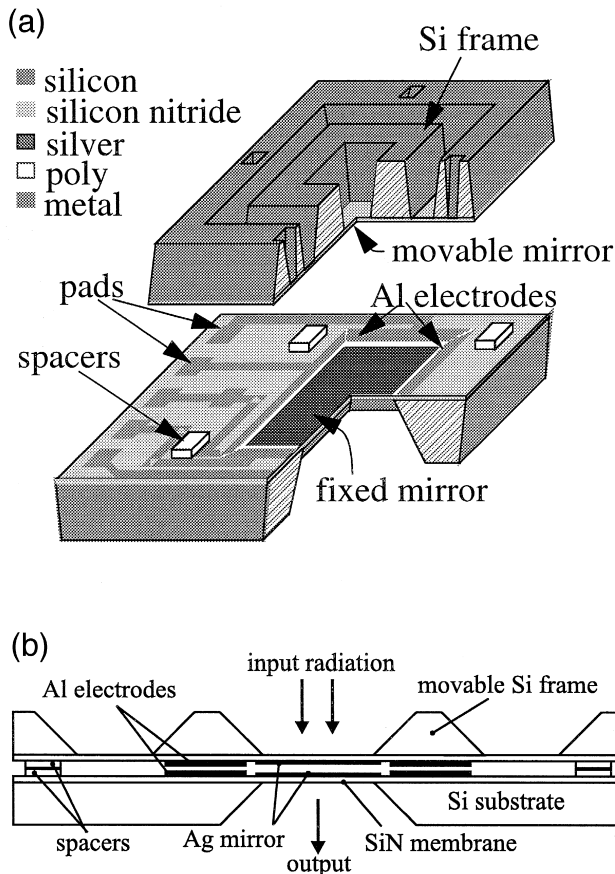 (a)
Si frame
silicon
silicon nitride
silver
poly
metal
movable mirror
pads
Al electrodes
spacers
fixed mirror
(b)
input radiation
Al electrodes
movable Si frame
Si substrate
spacers
Ag mirror
SiN membrane
output